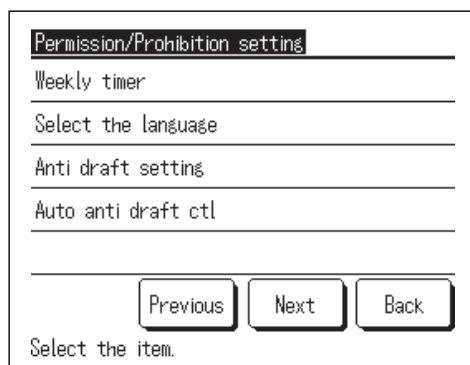 Permission/Prohibition setting
Weekly timer
Select the language
Anti draft setting
Auto anti draft ctl
Previous Next Back
Select the item.